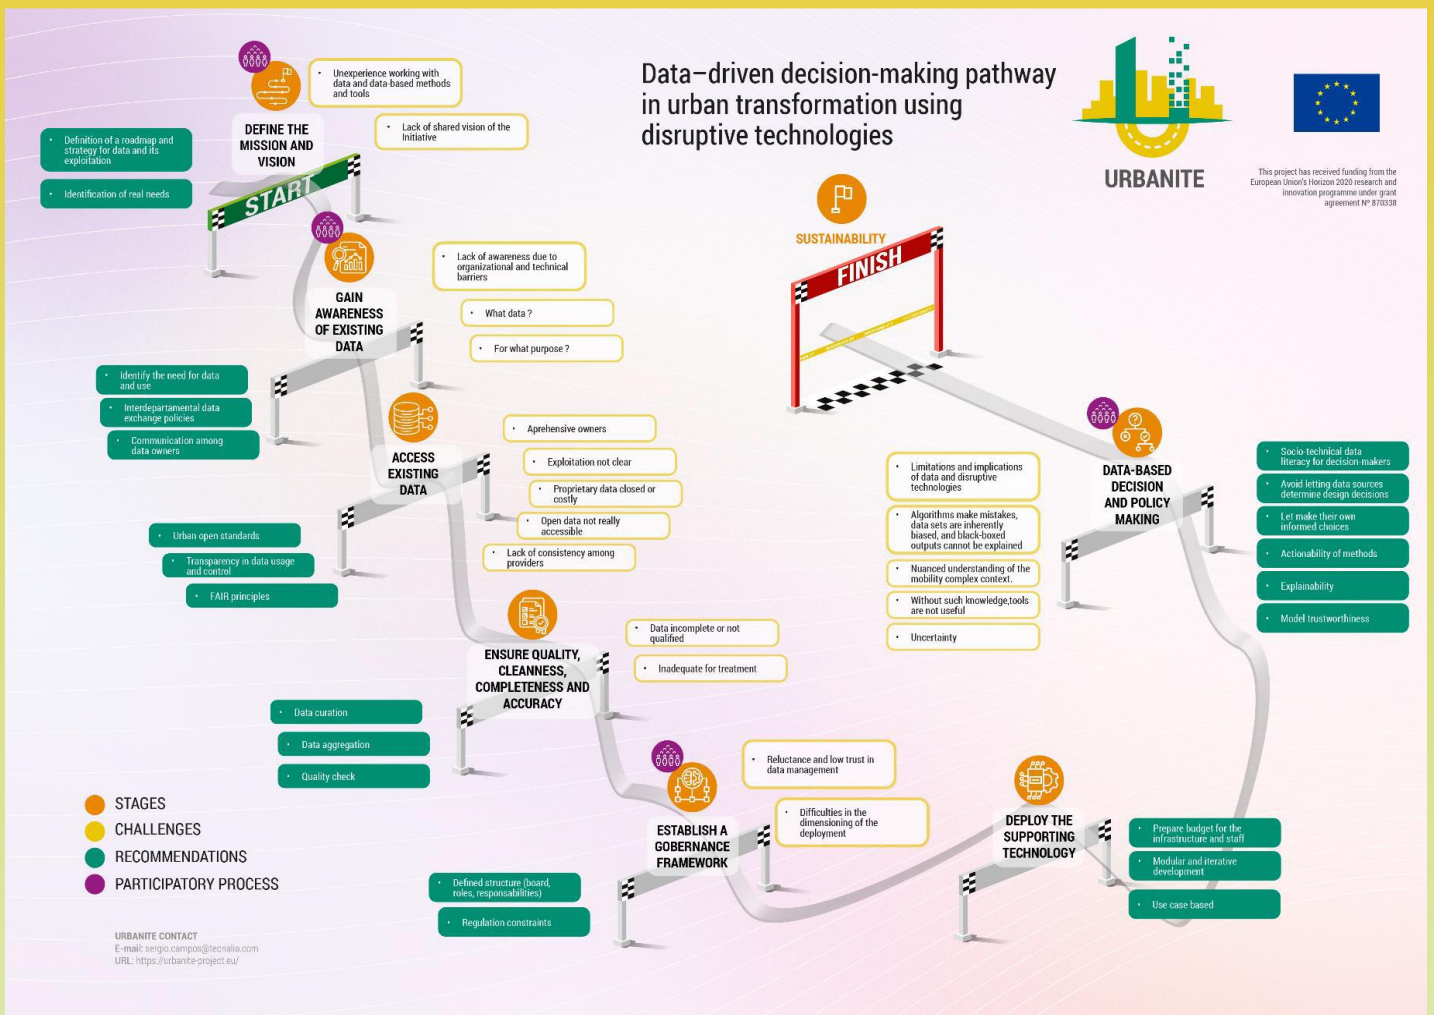 Data–driven decision-making pathway
in urban transformation using
disruptive technologies
URBANITE
This project has received funding from the
European Union's Horizon 2020 research and
innovation programme under grant
agreement Nº 870338
DEFINE THE
MISSION AND
VISION
• Unexperience working with
data and data-based methods
and tools
• Lack of shared vision of the
Initiative
• Definition of a roadmap and
strategy for data and its
exploitation
• Identification of real needs
START
GAIN
AWARENESS
OF EXISTING
DATA
• Lack of awareness due to
organizational and technical
barriers
• What data ?
• For what purpose ?
• Identify the need for data
and use
• Interdepartamental data
exchange policies
• Communication among
data owners
ACCESS
EXISTING
DATA
• Aprehensive owners
• Exploitation not clear
• Proprietary data closed or
costly
• Open data not really
accessible
• Lack of consistency among
providers
• Urban open standards
• Transparency in data usage
and control
• FAIR principles
ENSURE QUALITY,
CLEANNESS,
COMPLETENESS AND
ACCURACY
• Data incomplete or not
qualified
• Inadequate for treatment
• Data curation
• Data aggregation
• Quality check
ESTABLISH A
GOBERNANCE
FRAMEWORK
• Reluctance and low trust in
data management
• Difficulties in the
dimensioning of the
deployment
• Defined structure (board,
roles, responsabilities)
• Regulation constraints
DEPLOY THE
SUPPORTING
TECHNOLOGY
• Prepare budget for the
infrastructure and staff
• Modular and iterative
development
• Use case based
DATA-BASED
DECISION
AND POLICY
MAKING
• Limitations and implications
of data and disruptive
technologies
• Algorithms make mistakes,
data sets are inherently
biased, and black-boxed
outputs cannot be explained
• Nuanced understanding of the
mobility complex context.
• Without such knowledge,tools
are not useful
• Uncertainty
• Socio-technical data
literacy for decision-makers
• Avoid letting data sources
determine design decisions
• Let make their own
informed choices
• Actionability of methods
• Explainability
• Model trustworthiness
SUSTAINABILITY
FINISH
STAGES
CHALLENGES
RECOMMENDATIONS
PARTICIPATORY PROCESS
URBANITE CONTACT
E-mail: sergio.campos@tecnalia.com
URL: https://urbanite-project.eu/